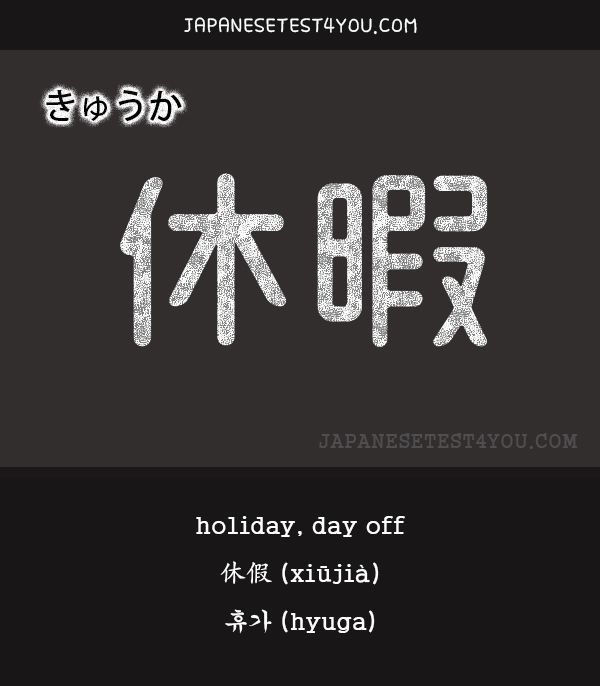 JAPANESETEST4YOU.COM
きゅうか
休暇
JAPANESETEST4YOU.COM
holiday, day off
休假 (xiūjià)
휴가 (hyuga)